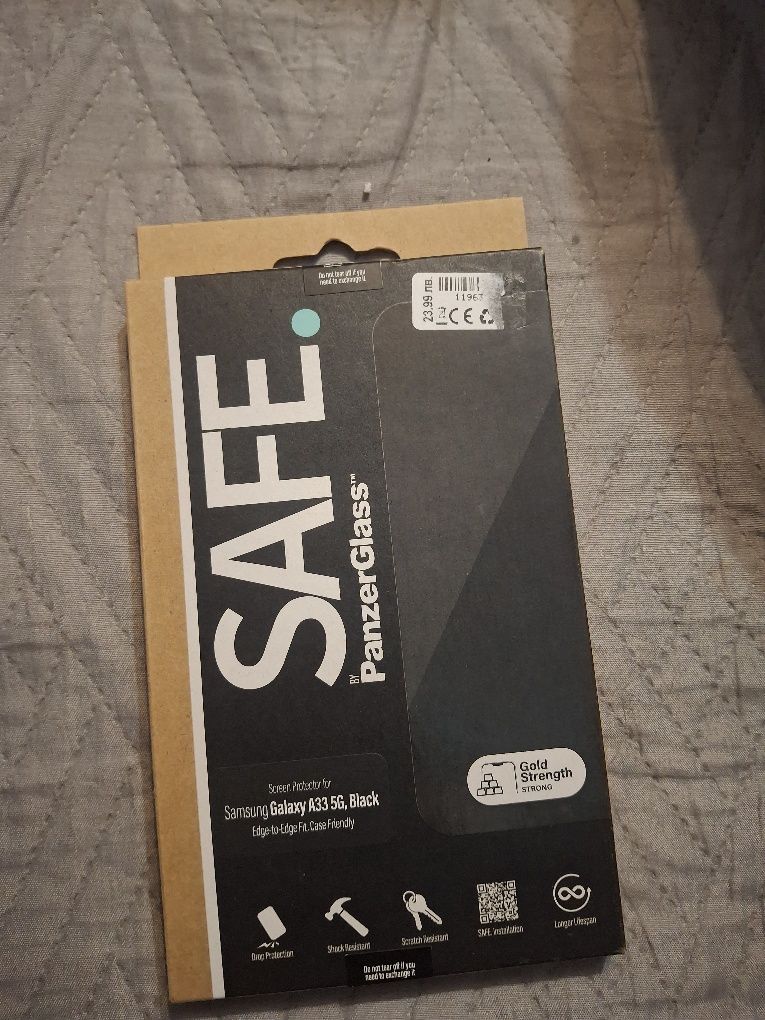 Do not tear off if you
need to exchange it
23.99 лв.
11963
CE
SAFE.
BY
PanzerGlass™
Gold
Strength
STRONG
Screen Protector for
Samsung Galaxy A33 5G, Black
Edge-to-Edge Fit, Case Friendly
Drop Protection
Shock Resistant
Scratch Resistant
SAFE. Installation
Longer Lifespan
Do not tear off if you
need to exchange it